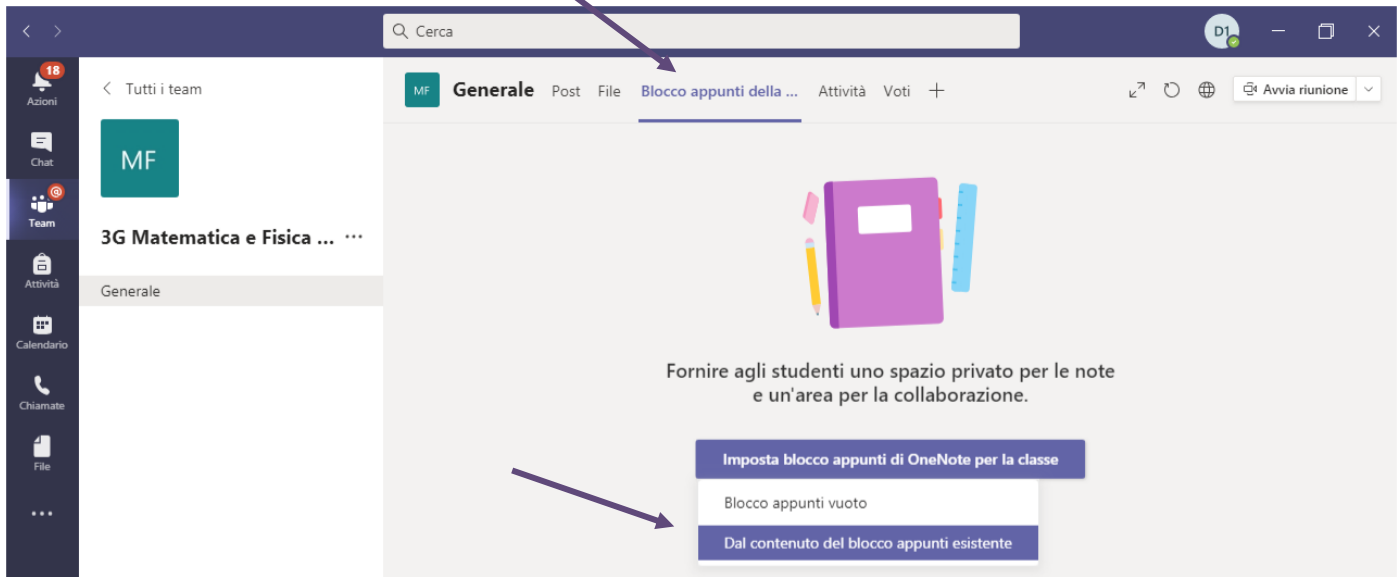 Cerca
D1
18
Azioni
Chat
@
Team
Attività
Calendario
Chiamate
File
Tutti i team
MF
3G Matematica e Fisica ...
Generale
MF Generale Post File Blocco appunti della ... Attività Voti
Avvia riunione
Fornire agli studenti uno spazio privato per le note
e un'area per la collaborazione.
Imposta blocco appunti di OneNote per la classe
Blocco appunti vuoto
Dal contenuto del blocco appunti esistente